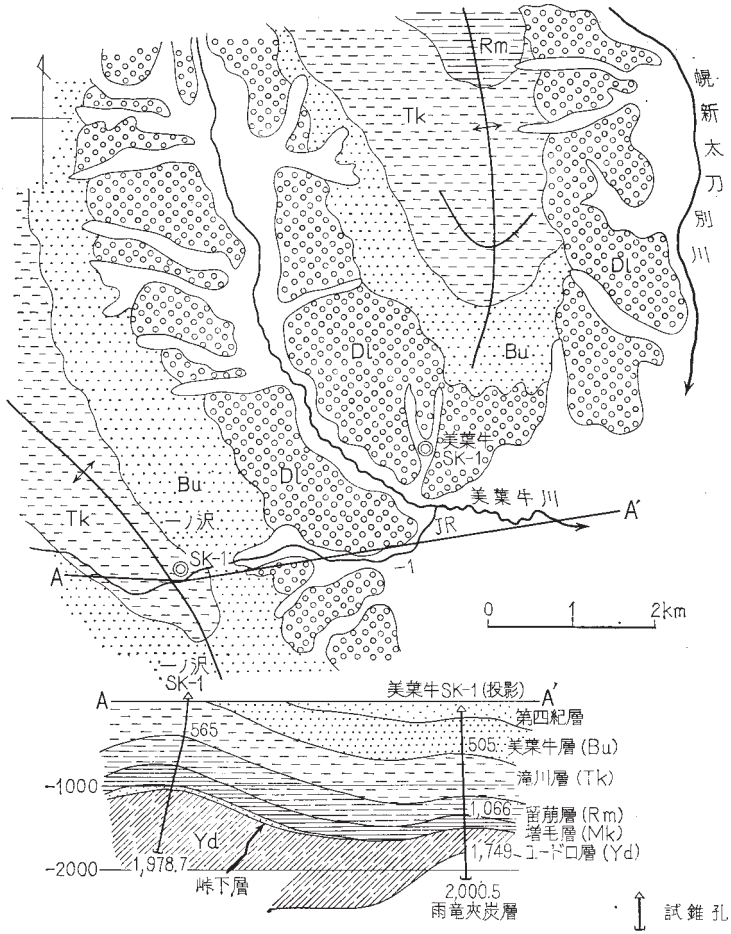 Rm
Tk
幌新太刀別川
Dl
Dl
Bu
美葉牛
SK-1
Bu
Dl
美葉牛川
一ノ沢
JR
A'
Tk
SK-1
A
-1
0 1 2km
一ノ沢
SK-1
美葉牛SK-1(投影)
A
A'
第四紀層
565
505
美葉牛層(Bu)
滝川層(Tk)
-1000
1,066
留萠層(Rm)
増毛層(Mk)
Yd
1,749
ユードロ層(Yd)
1,978.7
-2000
峠下層
2,000.5
雨竜夾炭層
試錐孔